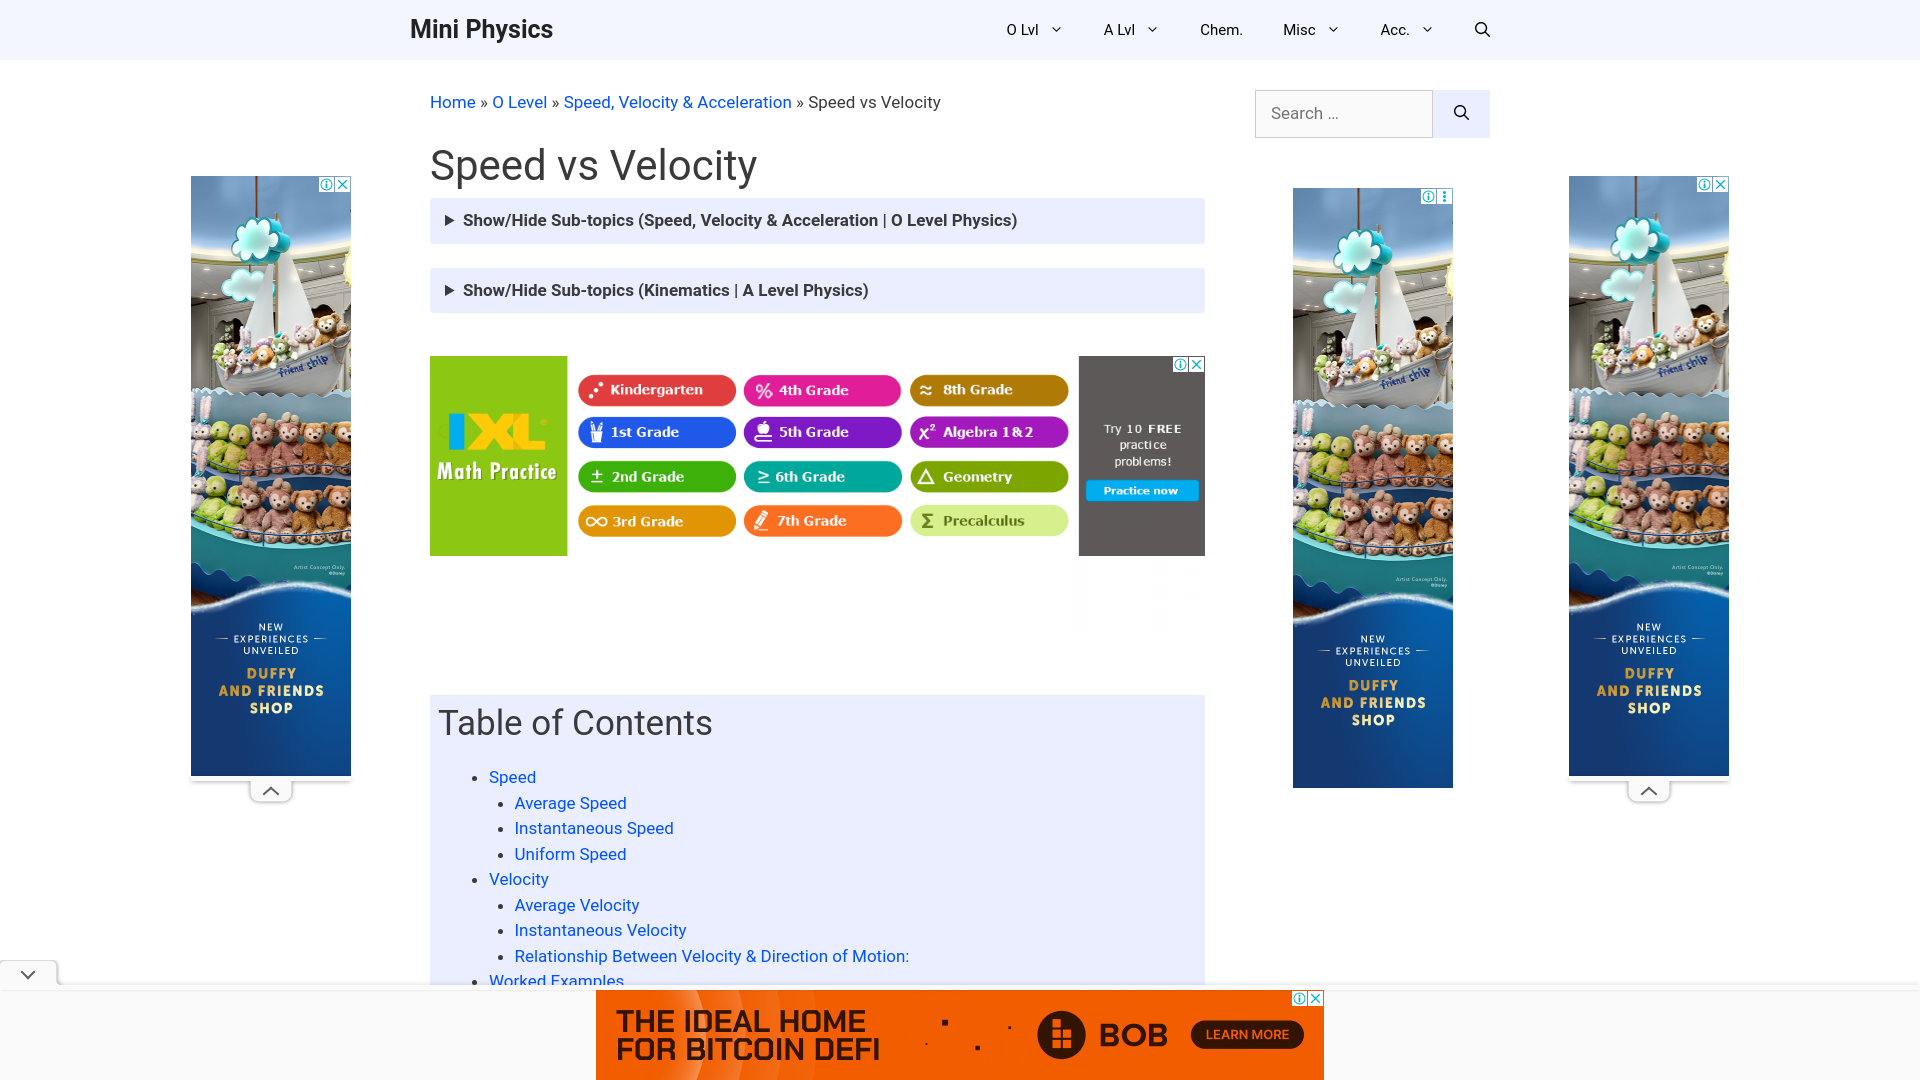 Mini Physics
O Lvl
A Lvl
Chem.
Misc
Acc.
Home » O Level » Speed, Velocity & Acceleration » Speed vs Velocity
Search …
Speed vs Velocity
Show/Hide Sub-topics (Speed, Velocity & Acceleration | O Level Physics)
Show/Hide Sub-topics (Kinematics | A Level Physics)
IXL
Math Practice
Kindergarten
4th Grade
8th Grade
1st Grade
5th Grade
Algebra 1 & 2
2nd Grade
6th Grade
Geometry
3rd Grade
7th Grade
Precalculus
Try 10 FREE
practice
problems!
Practice now
Table of Contents
Speed
Average Speed
Instantaneous Speed
Uniform Speed
Velocity
Average Velocity
Instantaneous Velocity
Relationship Between Velocity & Direction of Motion:
Worked Examples
friend ship
Artist Concept Only.
©Disney
NEW
EXPERIENCES
UNVEILED
DUFFY
AND FRIENDS
SHOP
friend ship
Artist Concept Only.
©Disney
NEW
EXPERIENCES
UNVEILED
DUFFY
AND FRIENDS
SHOP
friend ship
Artist Concept Only.
©Disney
NEW
EXPERIENCES
UNVEILED
DUFFY
AND FRIENDS
SHOP
THE IDEAL HOME
FOR BITCOIN DEFI
BOB
LEARN MORE